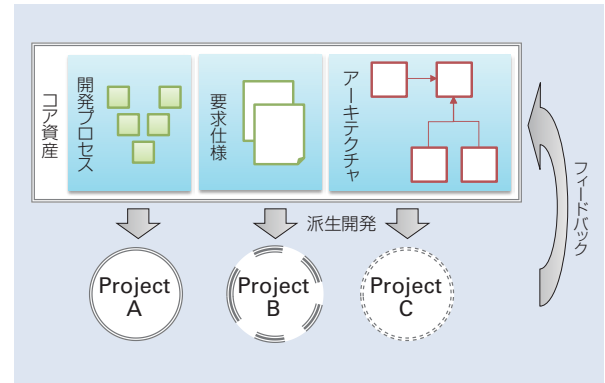 コア資産
開発プロセス
要求仕様
アーキテクチャ
派生開発
Project
A
Project
B
Project
C
フィードバック